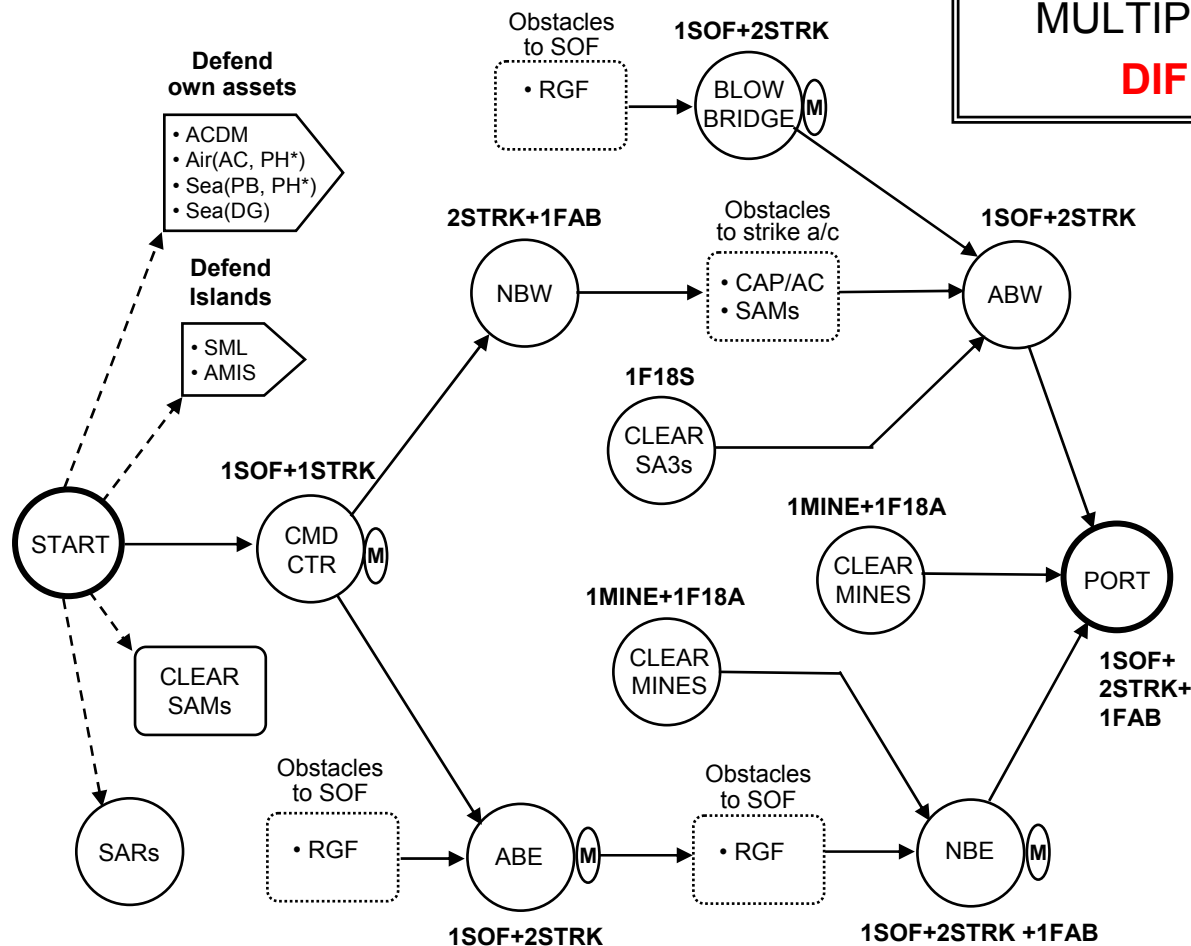 MULTIP
DIF
Obstacles
to SOF
• RGF
1SOF+2STRK
BLOW
BRIDGE
M
Defend
own assets
• ACDM
• Air(AC, PH*)
• Sea(PB, PH*)
• Sea(DG)
2STRK+1FAB
NBW
Obstacles
to strike a/c
• CAP/AC
• SAMs
1SOF+2STRK
ABW
Defend
Islands
• SML
• AMIS
1F18S
CLEAR
SA3s
START
1SOF+1STRK
CMD
CTR
M
1MINE+1F18A
CLEAR
MINES
PORT
1SOF+
2STRK+
1FAB
1MINE+1F18A
CLEAR
MINES
CLEAR
SAMs
SARs
Obstacles
to SOF
• RGF
ABE
M
1SOF+2STRK
Obstacles
to SOF
• RGF
NBE
M
1SOF+2STRK +1FAB